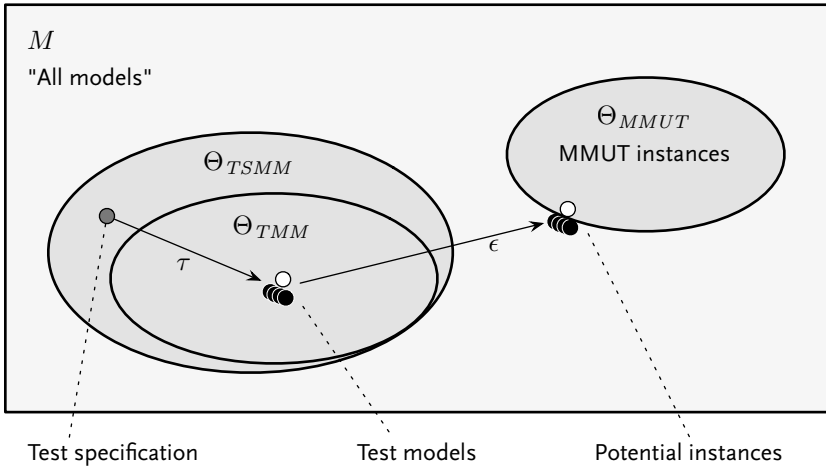 M
"All models"
Θ_MMUT
MMUT instances
Θ_TSMM
Θ_TMM
τ
ϵ
Test specification
Test models
Potential instances